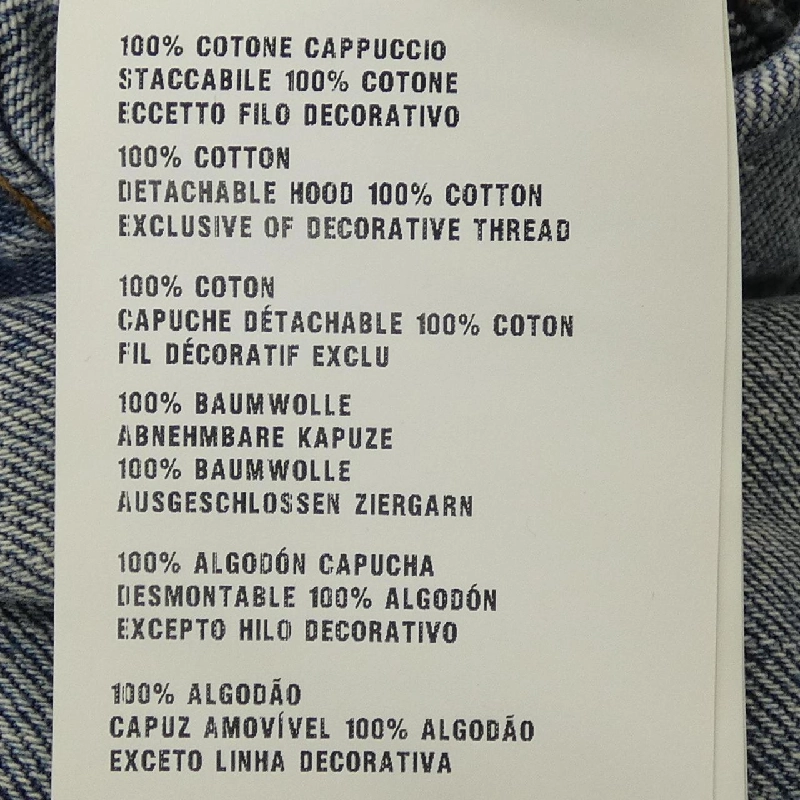 100% COTONE CAPPUCCIO
STACCABILE 100% COTONE
ECCETTO FILO DECORATIVO
100% COTTON
DETACHABLE HOOD 100% COTTON
EXCLUSIVE OF DECORATIVE THREAD
100% COTON
CAPUCHE DÉTACHABLE 100% COTON
FIL DÉCORATIF EXCLU
100% BAUMWOLLE
ABNEHMBARE KAPUZE
100% BAUMWOLLE
AUSGESCHLOSSEN ZIERGARN
100% ALGODÓN CAPUCHA
DESMONTABLE 100% ALGODÓN
EXCEPTO HILO DECORATIVO
100% ALGODÃO
CAPUZ AMOVÍVEL 100% ALGODÃO
EXCETO LINHA DECORATIVA